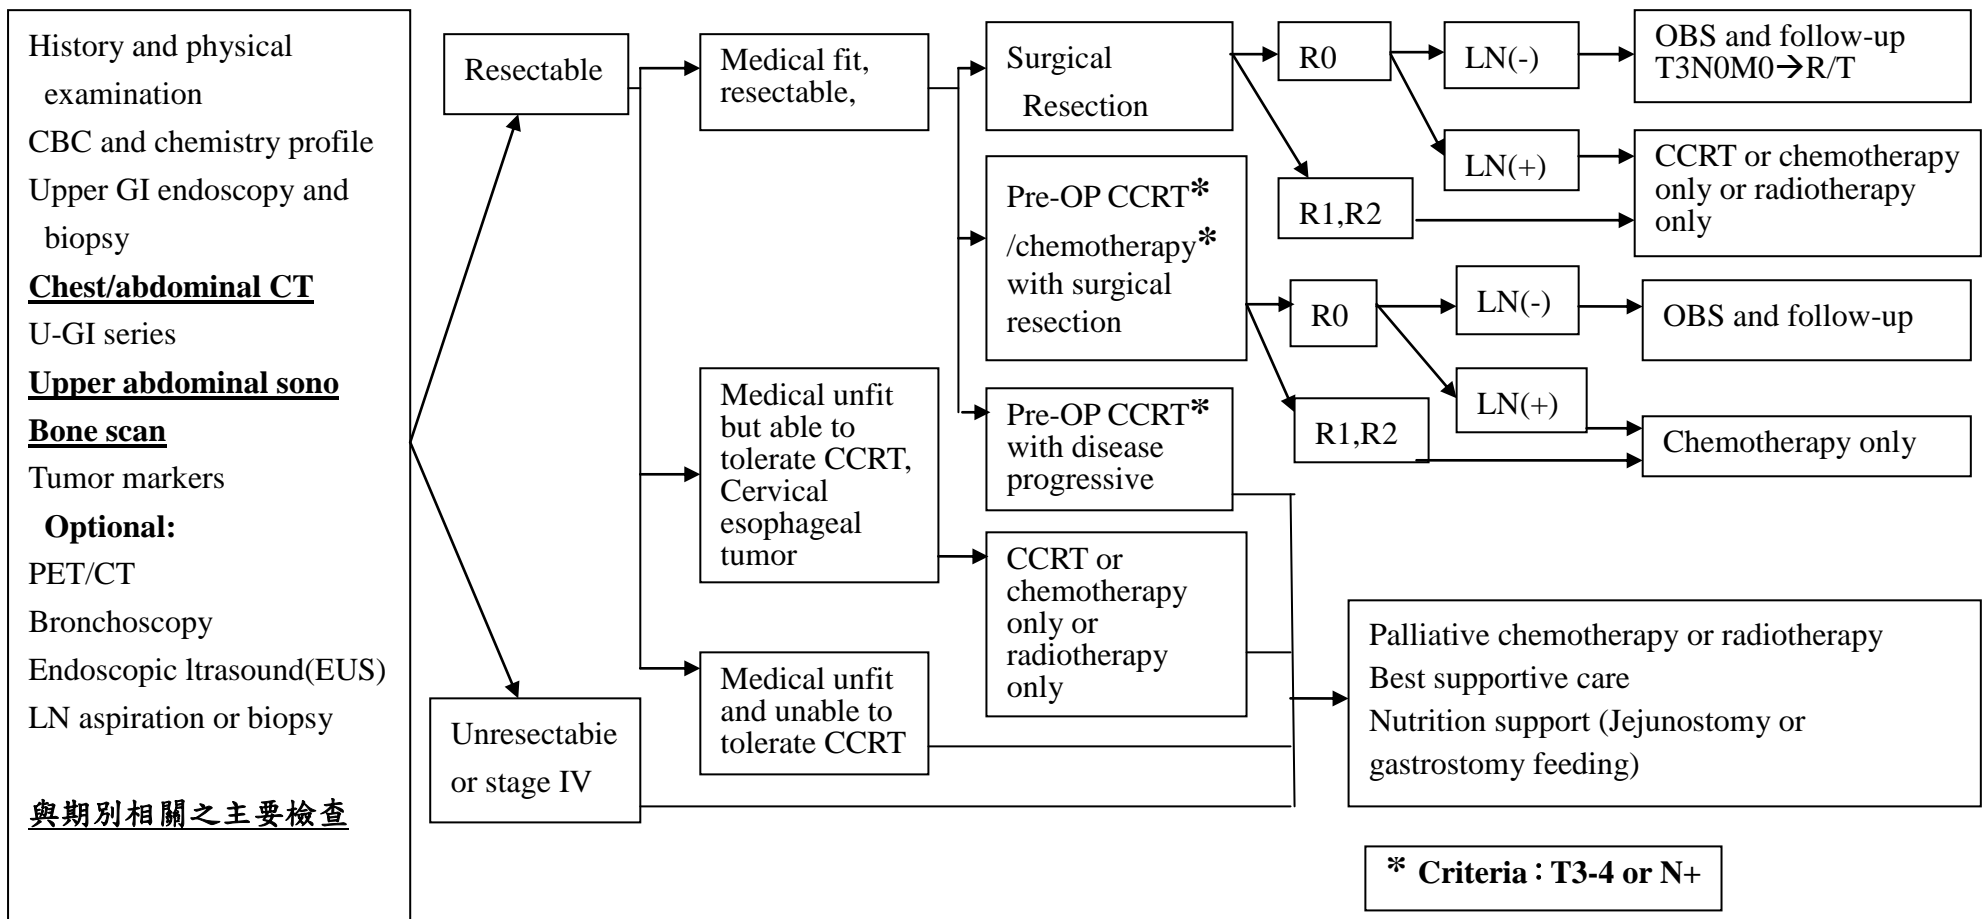 History and physical
examination
CBC and chemistry profile
Upper GI endoscopy and
biopsy
Chest/abdominal CT
U-GI series
Upper abdominal sono
Bone scan
Tumor markers
Optional:
PET/CT
Bronchoscopy
Endoscopic ltrasound(EUS)
LN aspiration or biopsy
與期別相關之主要檢查
Resectable
Unresectabie
or stage IV
Medical fit,
resectable,
Medical unfit
but able to
tolerate CCRT,
Cervical
esophageal
tumor
Medical unfit
and unable to
tolerate CCRT
Surgical
Resection
Pre-OP CCRT*
/chemotherapy*
with surgical
resection
Pre-OP CCRT*
with disease
progressive
CCRT or
chemotherapy
only or
radiotherapy
only
R0
R1,R2
LN(-)
LN(+)
OBS and follow-up
T3N0M0→R/T
CCRT or chemotherapy
only or radiotherapy
only
R0
R1,R2
LN(-)
LN(+)
OBS and follow-up
Chemotherapy only
Palliative chemotherapy or radiotherapy
Best supportive care
Nutrition support (Jejunostomy or
gastrostomy feeding)
* Criteria：T3-4 or N+